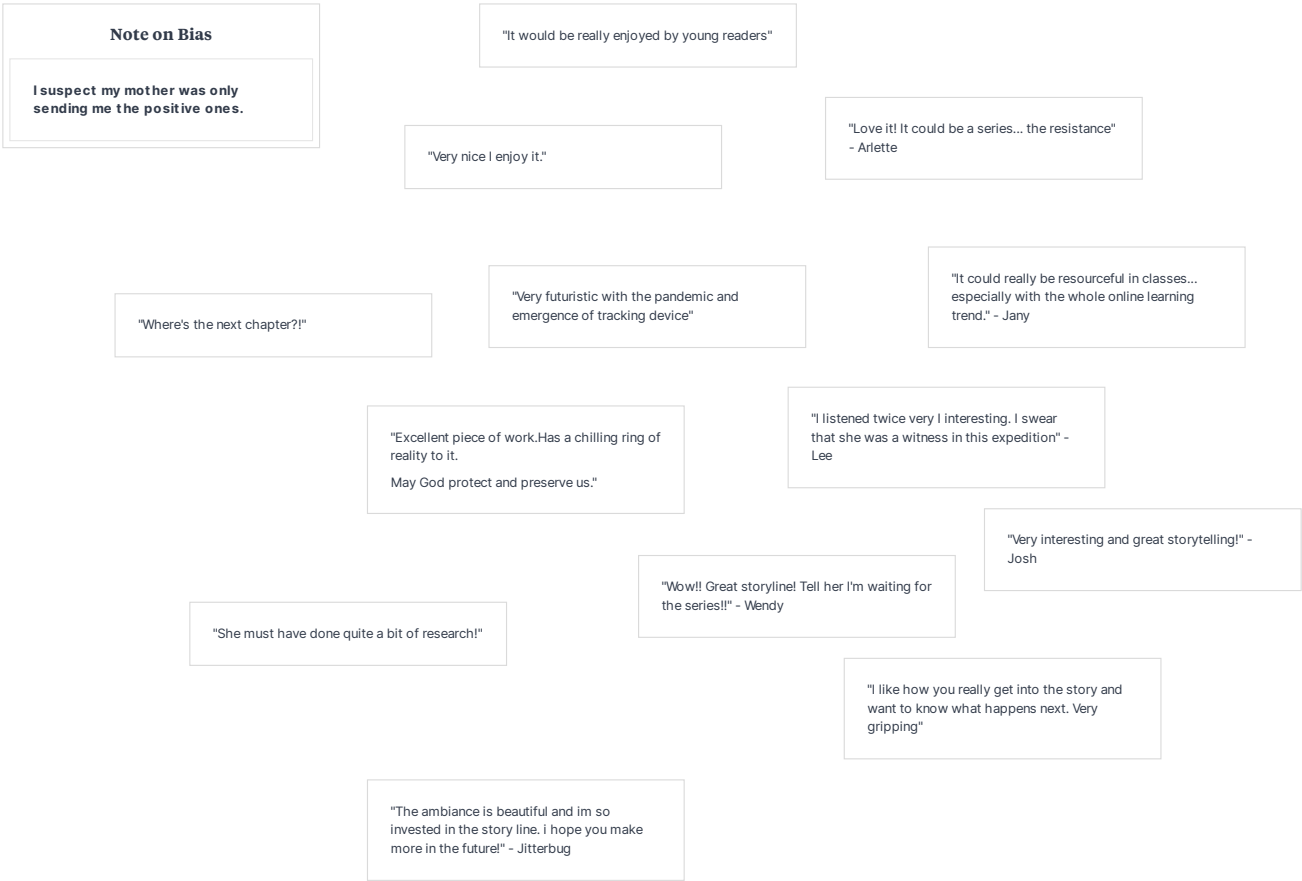 Note on Bias
I suspect my mother was only
sending me the positive ones.
"It would be really enjoyed by young readers"
"Love it! It could be a series... the resistance"
- Arlette
"Very nice I enjoy it."
"It could really be resourceful in classes...
especially with the whole online learning
trend." - Jany
"Very futuristic with the pandemic and
emergence of tracking device"
"Where's the next chapter?!"
"I listened twice very I interesting. I swear
that she was a witness in this expedition" -
Lee
"Excellent piece of work.Has a chilling ring of
reality to it.
May God protect and preserve us."
"Very interesting and great storytelling!" -
Josh
"Wow!! Great storyline! Tell her I'm waiting for
the series!!" - Wendy
"She must have done quite a bit of research!"
"I like how you really get into the story and
want to know what happens next. Very
gripping"
"The ambiance is beautiful and im so
invested in the story line. i hope you make
more in the future!" - Jitterbug